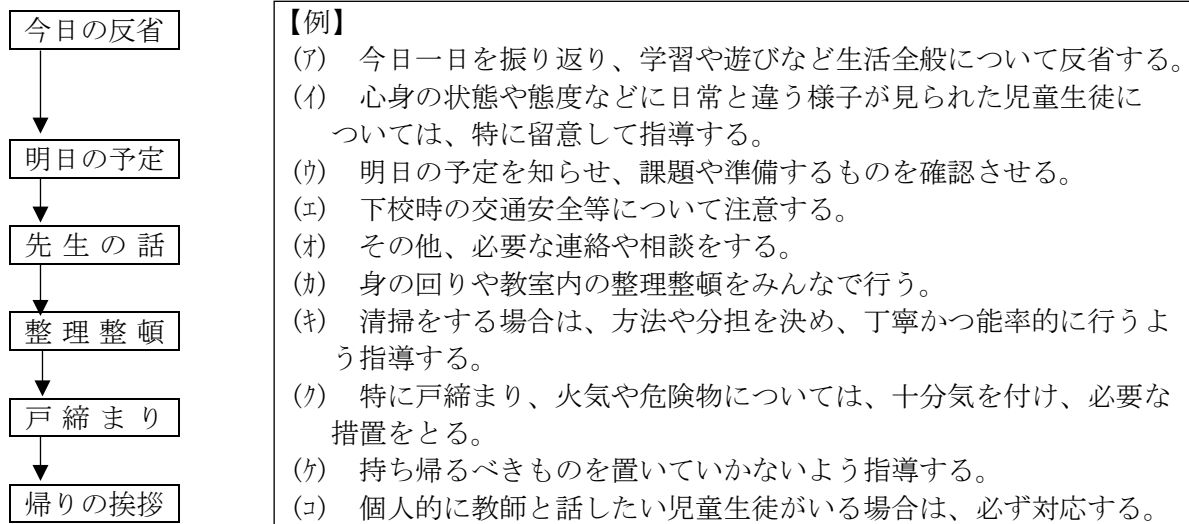 今日の反省
明日の予定
先生の話
整理整頓
戸締まり
帰りの挨拶
【例】
(ｱ) 今日一日を振り返り、学習や遊びなど生活全般について反省する。
(ｲ) 心身の状態や態度などに日常と違う様子が見られた児童生徒に
ついては、特に留意して指導する。
(ｳ) 明日の予定を知らせ、課題や準備するものを確認させる。
(ｴ) 下校時の交通安全等について注意する。
(ｵ) その他、必要な連絡や相談をする。
(ｶ) 身の回りや教室内の整理整頓をみんなで行う。
(ｷ) 清掃をする場合は、方法や分担を決め、丁寧かつ能率的に行うよ
う指導する。
(ｸ) 特に戸締まり、火気や危険物については、十分気を付け、必要な
措置をとる。
(ｹ) 持ち帰るべきものを置いていかないよう指導する。
(ｺ) 個人的に教師と話したい児童生徒がいる場合は、必ず対応する。